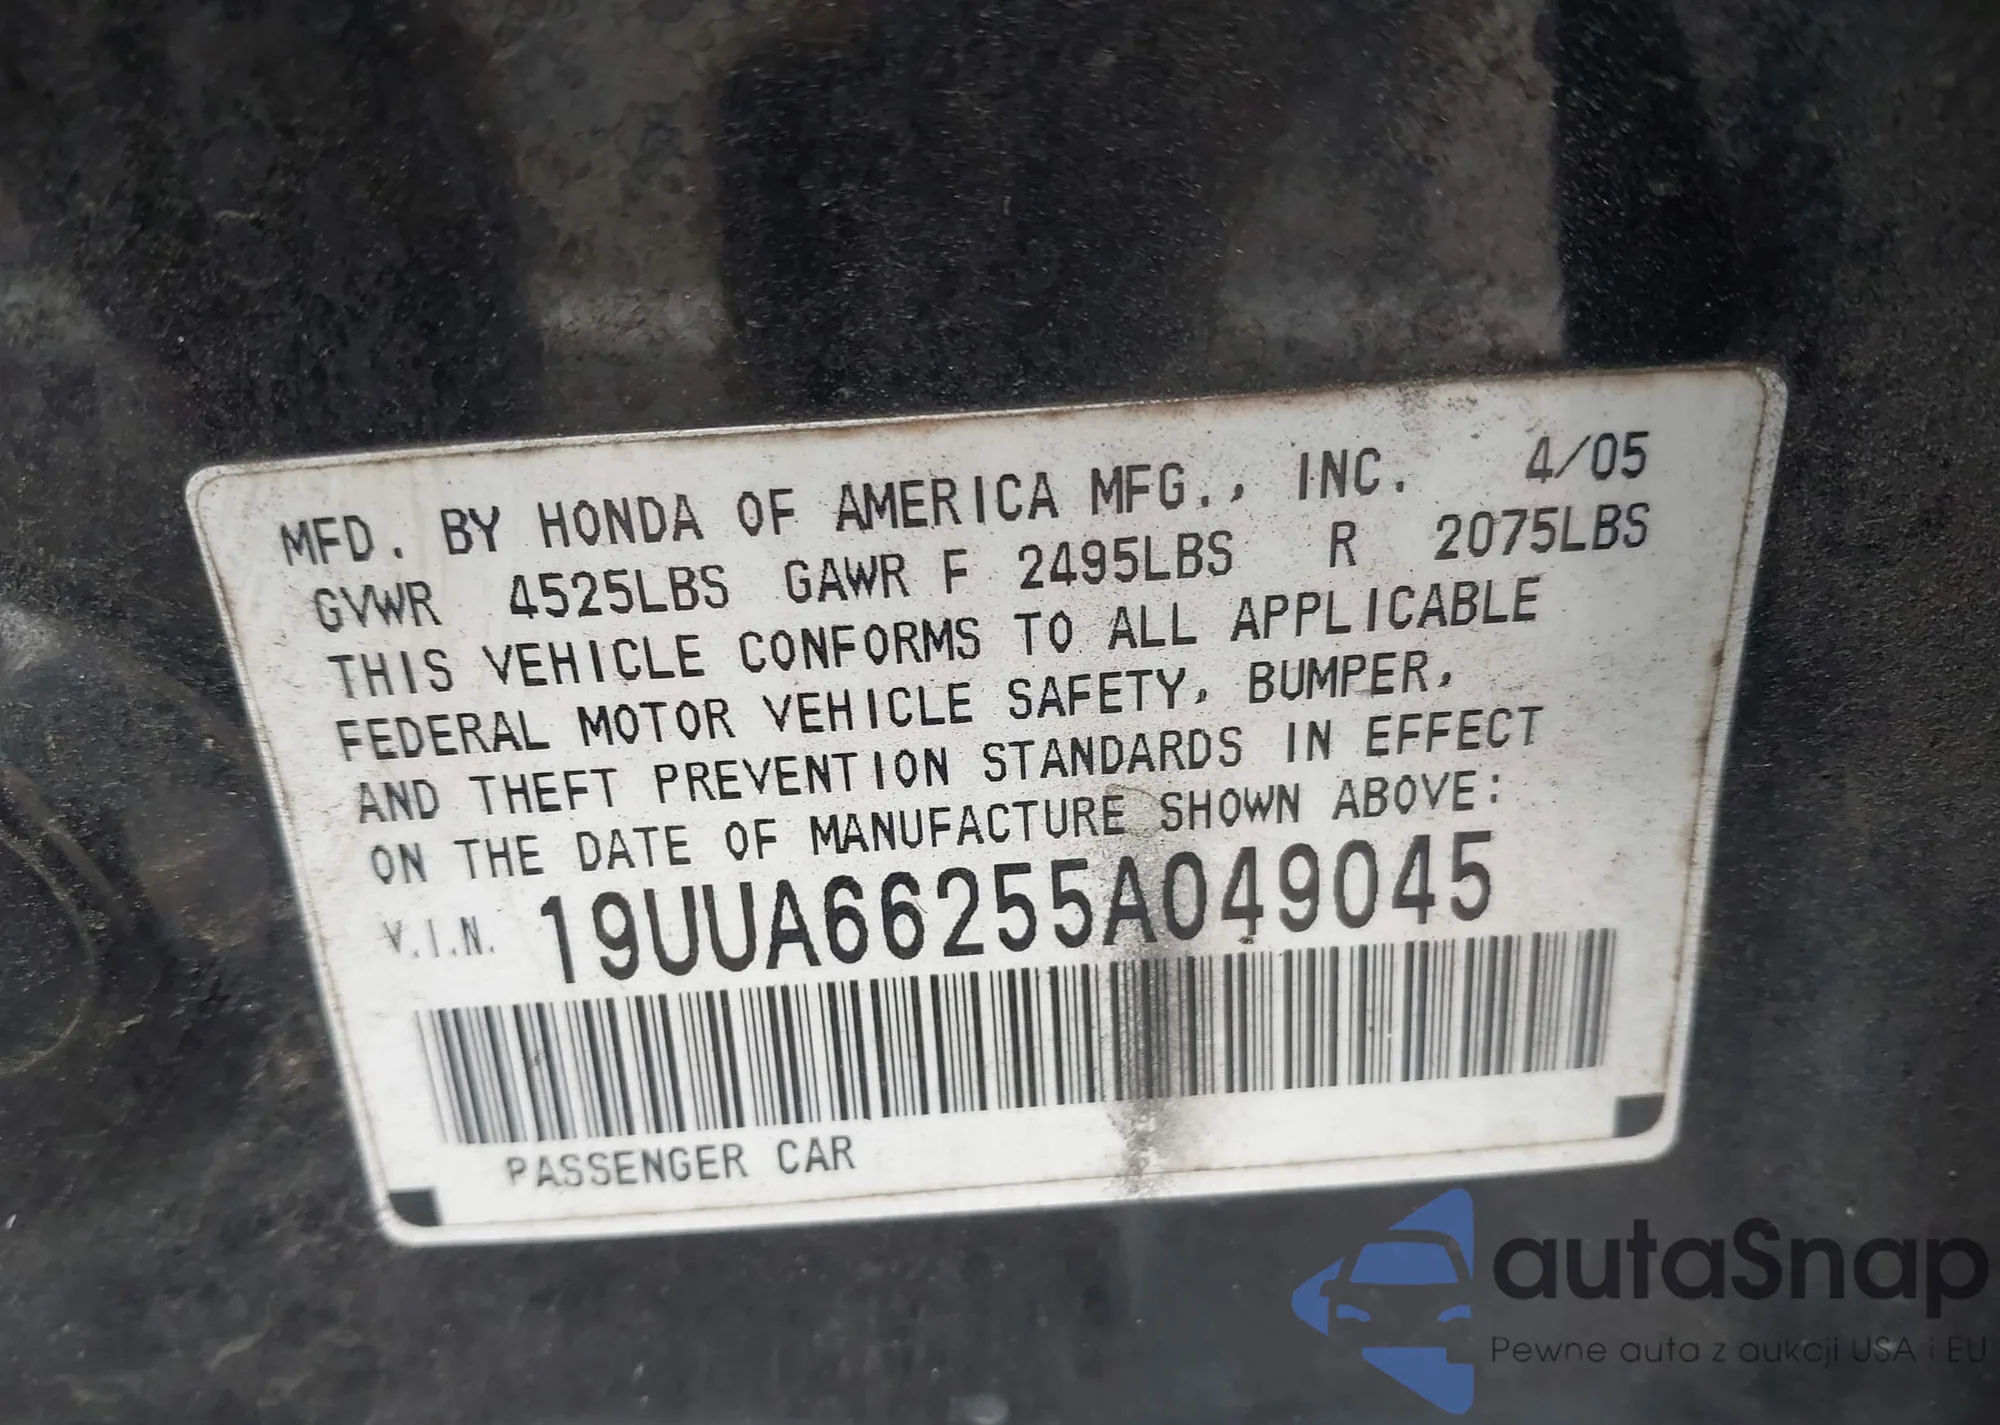 MFD. BY HONDA OF AMERICA MFG., INC. 4/05
GVWR 4525LBS GAWR F 2495LBS R 2075LBS
THIS VEHICLE CONFORMS TO ALL APPLICABLE
FEDERAL MOTOR VEHICLE SAFETY, BUMPER,
AND THEFT PREVENTION STANDARDS IN EFFECT
ON THE DATE OF MANUFACTURE SHOWN ABOVE:
V.I.N. 19UUA66255A049045
PASSENGER CAR
autaSnap
Pewne auta z aukcji USA i EU